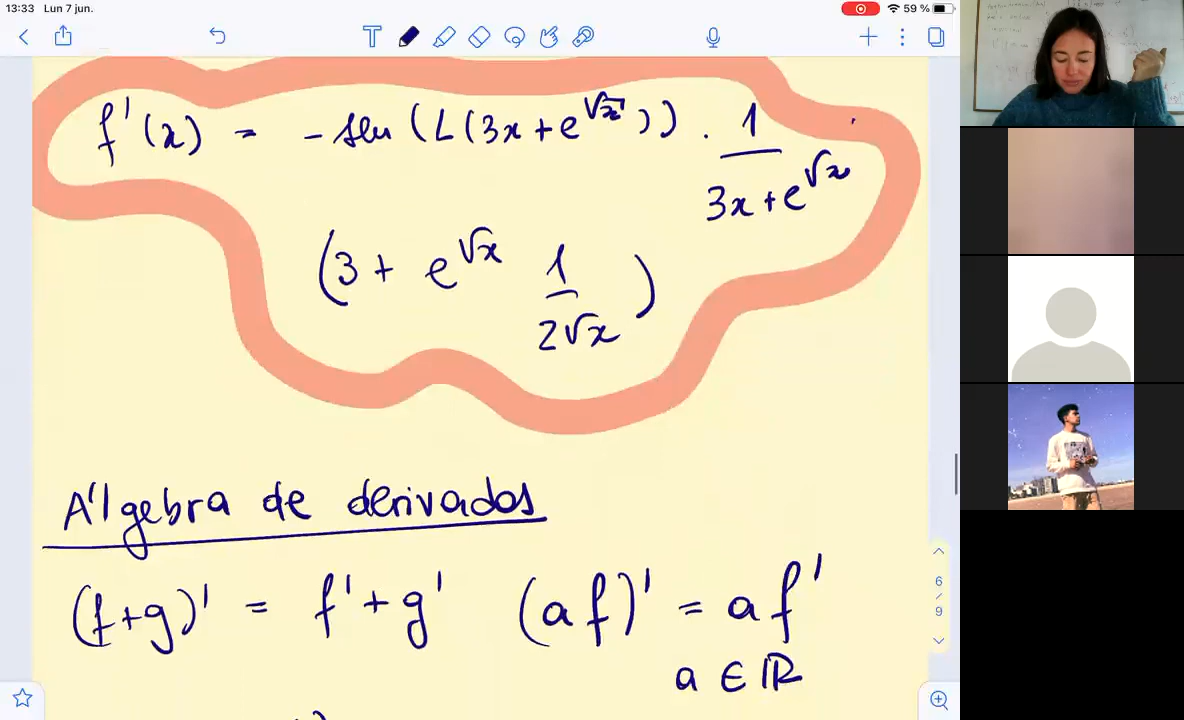 13:33 Lun 7 jun. 59 %
f'(x) = - sen (L(3x+e^√x)) . 1/(3x+e^√x)
(3 + e^√x 1/(2√x))
Álgebra de derivados
(f+g)' = f'+g' (af)' = af'
a ∈ ℝ
6/9